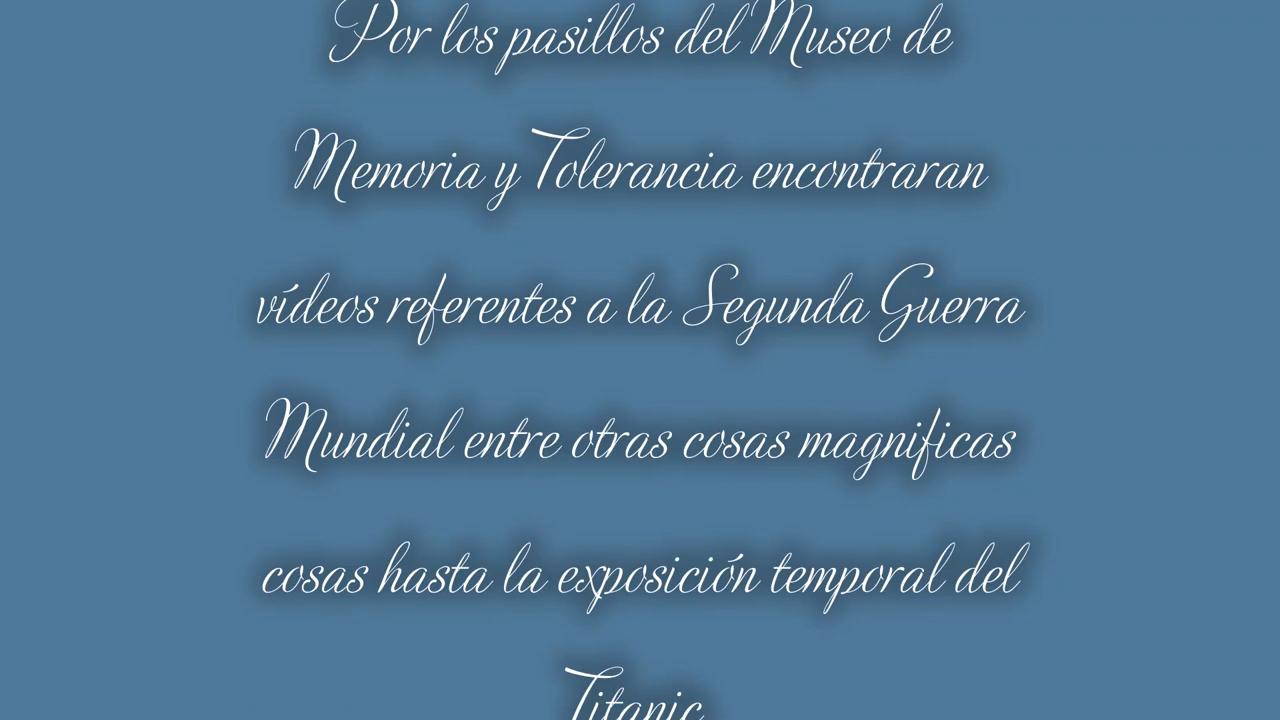 Por los pasillos del Museo de
Memoria y Tolerancia encontraran
vídeos referentes a la Segunda Guerra
Mundial entre otras cosas magnificas
cosas hasta la exposición temporal del
Titanic